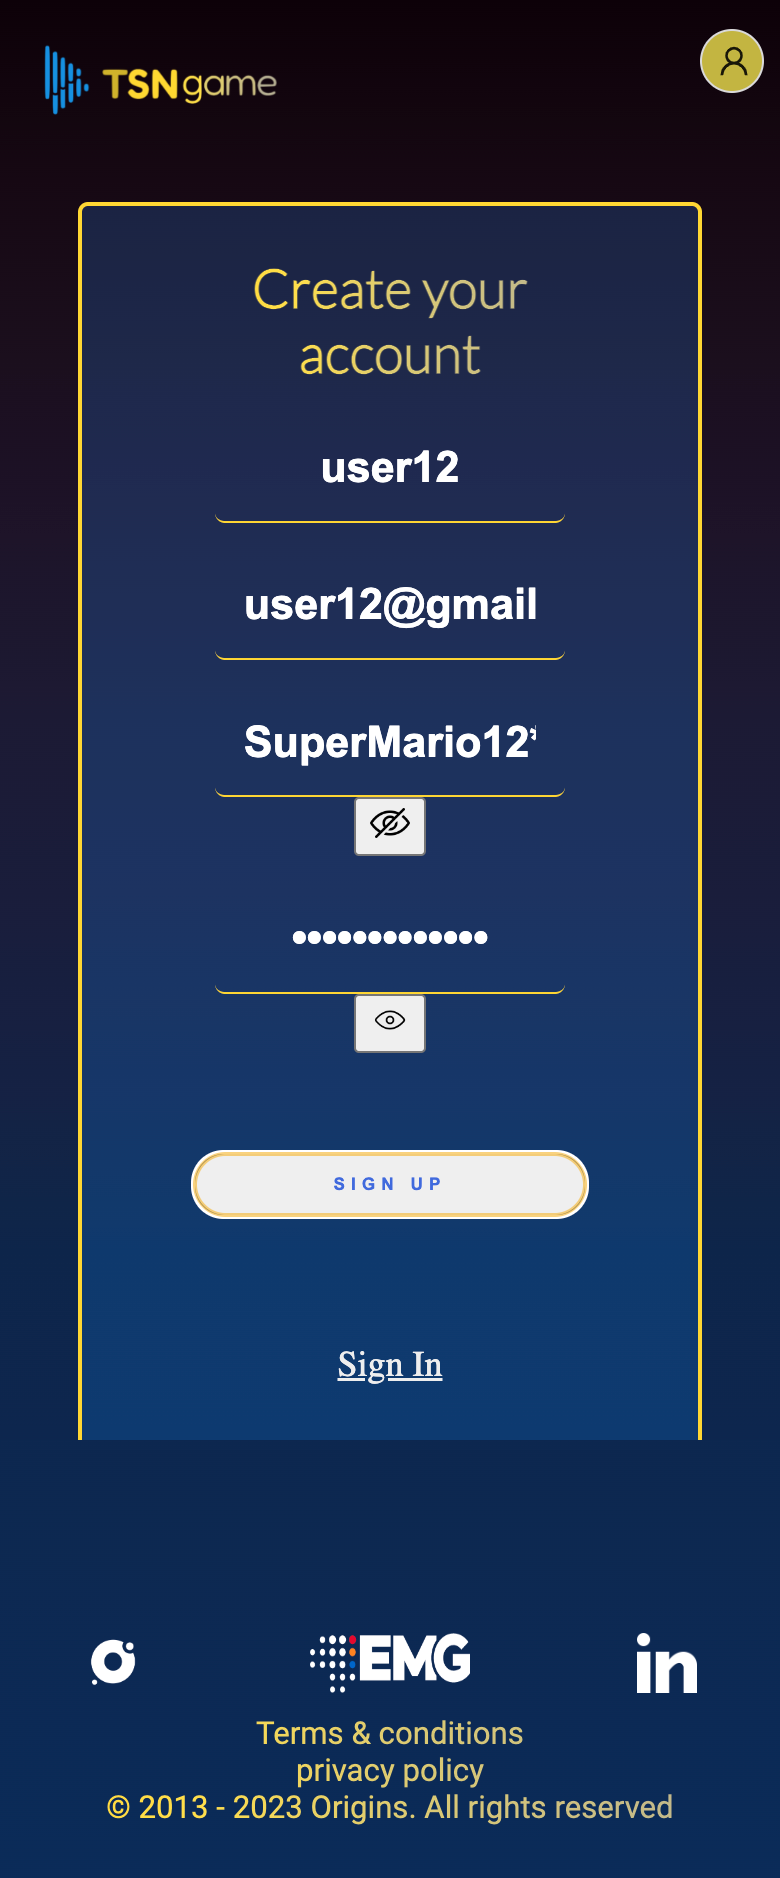 TSNgame
Create your
account
user12
user12@gmail
SuperMario12*
•••••••••••••
SIGN UP
Sign In
EMG
in
Terms & conditions
privacy policy
© 2013 - 2023 Origins. All rights reserved